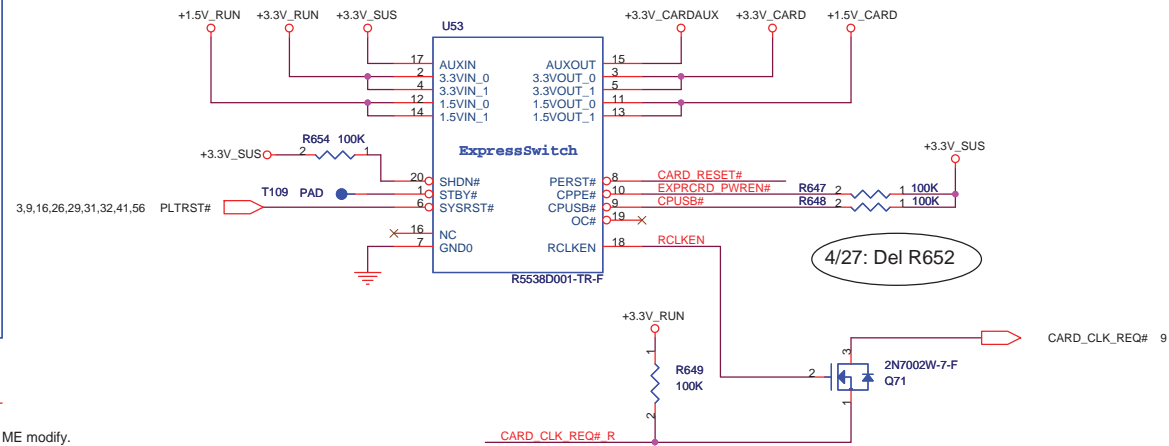 +1.5V_RUN +3.3V_RUN +3.3V_SUS +3.3V_CARDAUX +3.3V_CARD +1.5V_CARD
U53
17 AUXIN AUXOUT 15
2 3.3VIN_0 3.3VOUT_0 3
4 3.3VIN_1 3.3VOUT_1 5
12 1.5VIN_0 1.5VOUT_0 11
14 1.5VIN_1 1.5VOUT_1 13
R654 100K
ExpressSwitch
+3.3V_SUS 2 1
+3.3V_SUS
20 SHDN# PERST# 8 CARD_RESET#
T109 PAD 1 STBY# CPPE# 10 EXPRCRD_PWREN# R647 2 1 100K
3,9,16,26,29,31,32,41,56 PLTRST# 6 SYSRST# CPUSB# 9 CPUSB# R648 2 1 100K
OC# 19
16 NC
7 GND0 RCLKEN 18 RCLKEN
4/27: Del R652
R5538D001-TR-F
+3.3V_RUN
CARD_CLK_REQ# 9
1 R649 100K 2
3 2 1 2N7002W-7-F Q71
ME modify.
CARD_CLK_REQ#_R